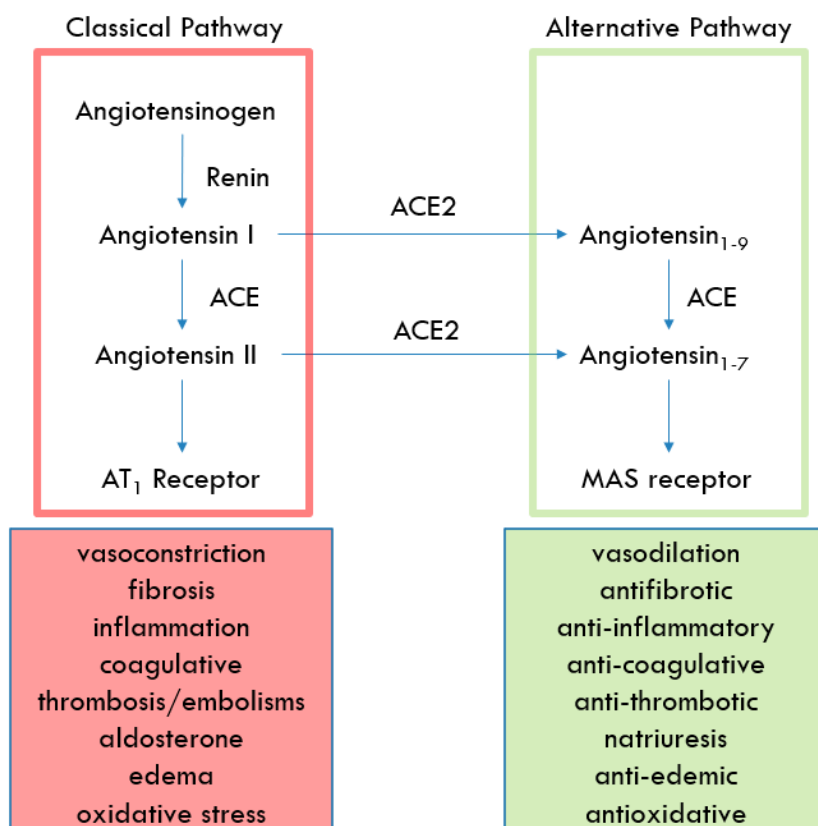 Classical Pathway
Angiotensinogen
Renin
Angiotensin I
ACE
Angiotensin II
AT₁ Receptor
vasoconstriction
fibrosis
inflammation
coagulative
thrombosis/embolisms
aldosterone
edema
oxidative stress
ACE2
ACE2
Alternative Pathway
Angiotensin₁₋₉
ACE
Angiotensin₁₋₇
MAS receptor
vasodilation
antifibrotic
anti-inflammatory
anti-coagulative
anti-thrombotic
natriuresis
anti-edemic
antioxidative